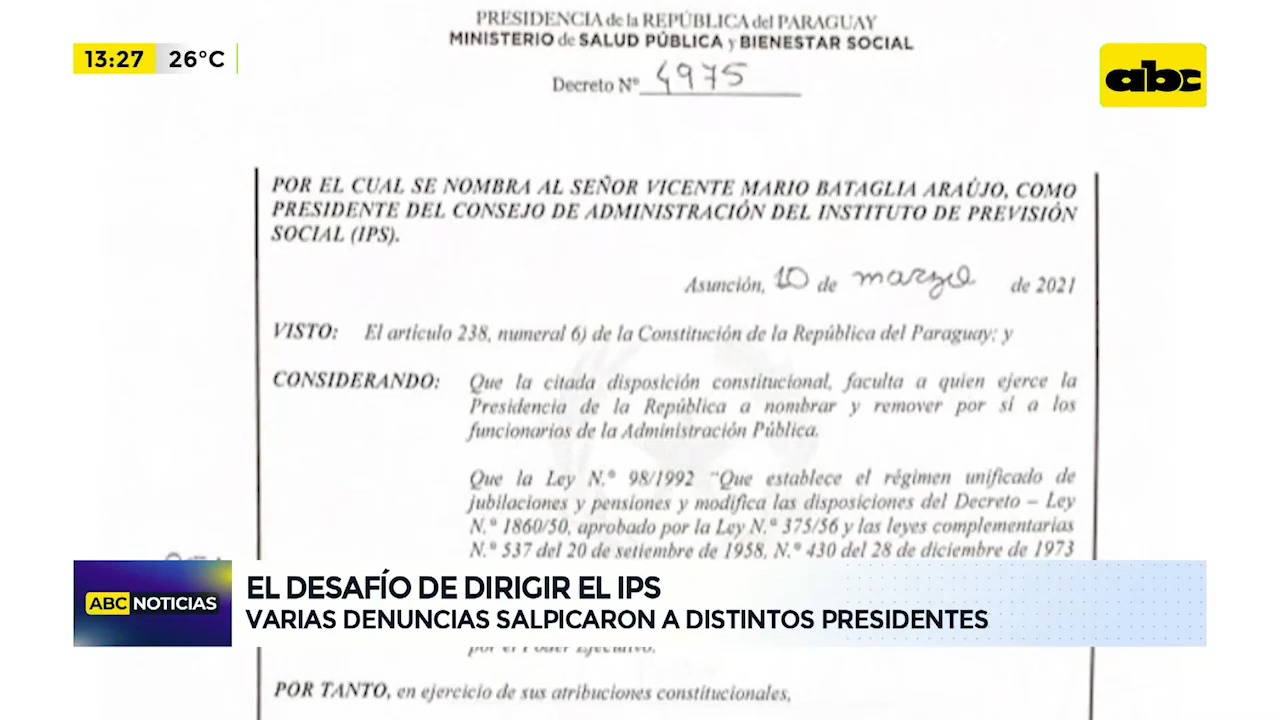 PRESIDENCIA de la REPÚBLICA del PARAGUAY
MINISTERIO de SALUD PÚBLICA y BIENESTAR SOCIAL
Decreto Nº 4975
13:27 26°C
abc
POR EL CUAL SE NOMBRA AL SEÑOR VICENTE MARIO BATAGLIA ARAÚJO, COMO
PRESIDENTE DEL CONSEJO DE ADMINISTRACIÓN DEL INSTITUTO DE PREVISIÓN
SOCIAL (IPS).
Asunción, 10 de marzo de 2021
VISTO: El artículo 238, numeral 6) de la Constitución de la República del Paraguay; y
CONSIDERANDO: Que la citada disposición constitucional, faculta a quien ejerce la
Presidencia de la República a nombrar y remover por sí a los
funcionarios de la Administración Pública.
Que la Ley N.º 98/1992 "Que establece el régimen unificado de
jubilaciones y pensiones y modifica las disposiciones del Decreto – Ley
N.º 1860/50, aprobado por la Ley N.º 375/56 y las leyes complementarias
N.º 537 del 20 de setiembre de 1958, N.º 430 del 28 de diciembre de 1973
ABC NOTICIAS
EL DESAFÍO DE DIRIGIR EL IPS
VARIAS DENUNCIAS SALPICARON A DISTINTOS PRESIDENTES
por el Poder Ejecutivo.
POR TANTO, en ejercicio de sus atribuciones constitucionales,